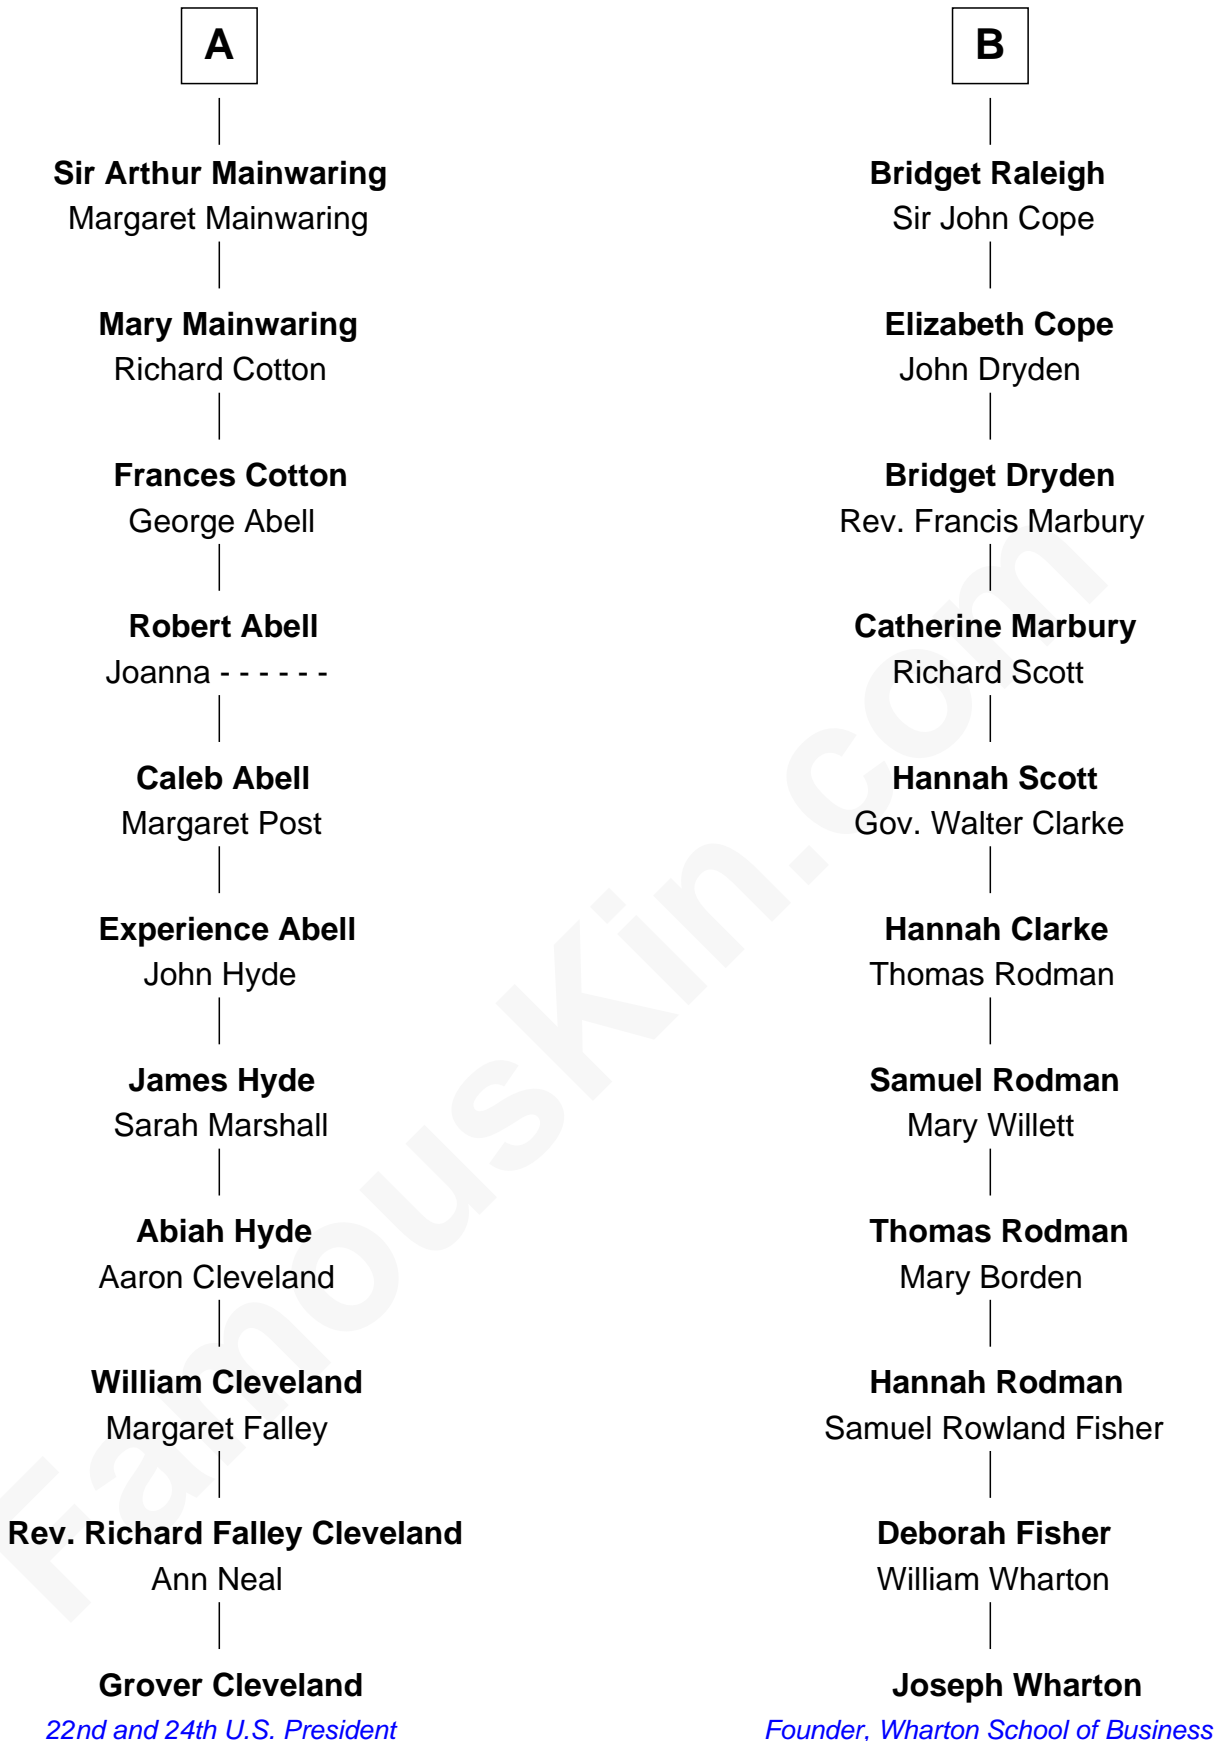 A
Sir Arthur Mainwaring
Margaret Mainwaring
Mary Mainwaring
Richard Cotton
Frances Cotton
George Abell
Robert Abell
Joanna - - - - - -
Caleb Abell
Margaret Post
Experience Abell
John Hyde
James Hyde
Sarah Marshall
Abiah Hyde
Aaron Cleveland
William Cleveland
Margaret Falley
Rev. Richard Falley Cleveland
Ann Neal
Grover Cleveland
22nd and 24th U.S. President
B
Bridget Raleigh
Sir John Cope
Elizabeth Cope
John Dryden
Bridget Dryden
Rev. Francis Marbury
Catherine Marbury
Richard Scott
Hannah Scott
Gov. Walter Clarke
Hannah Clarke
Thomas Rodman
Samuel Rodman
Mary Willett
Thomas Rodman
Mary Borden
Hannah Rodman
Samuel Rowland Fisher
Deborah Fisher
William Wharton
Joseph Wharton
Founder, Wharton School of Business
FamousKin.com